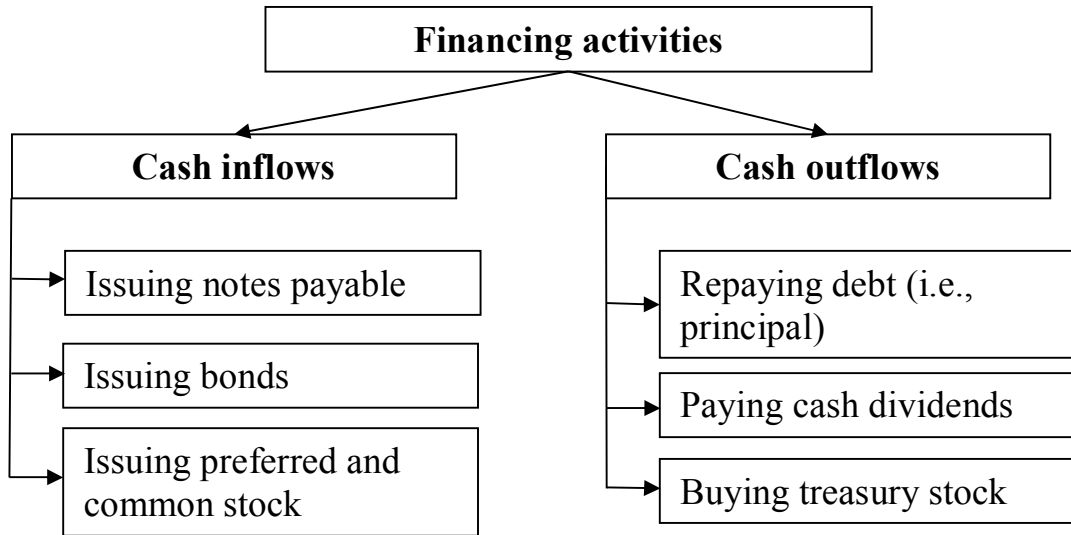 Financing activities
Cash inflows
Issuing notes payable
Issuing bonds
Issuing preferred and
common stock
Cash outflows
Repaying debt (i.e.,
principal)
Paying cash dividends
Buying treasury stock